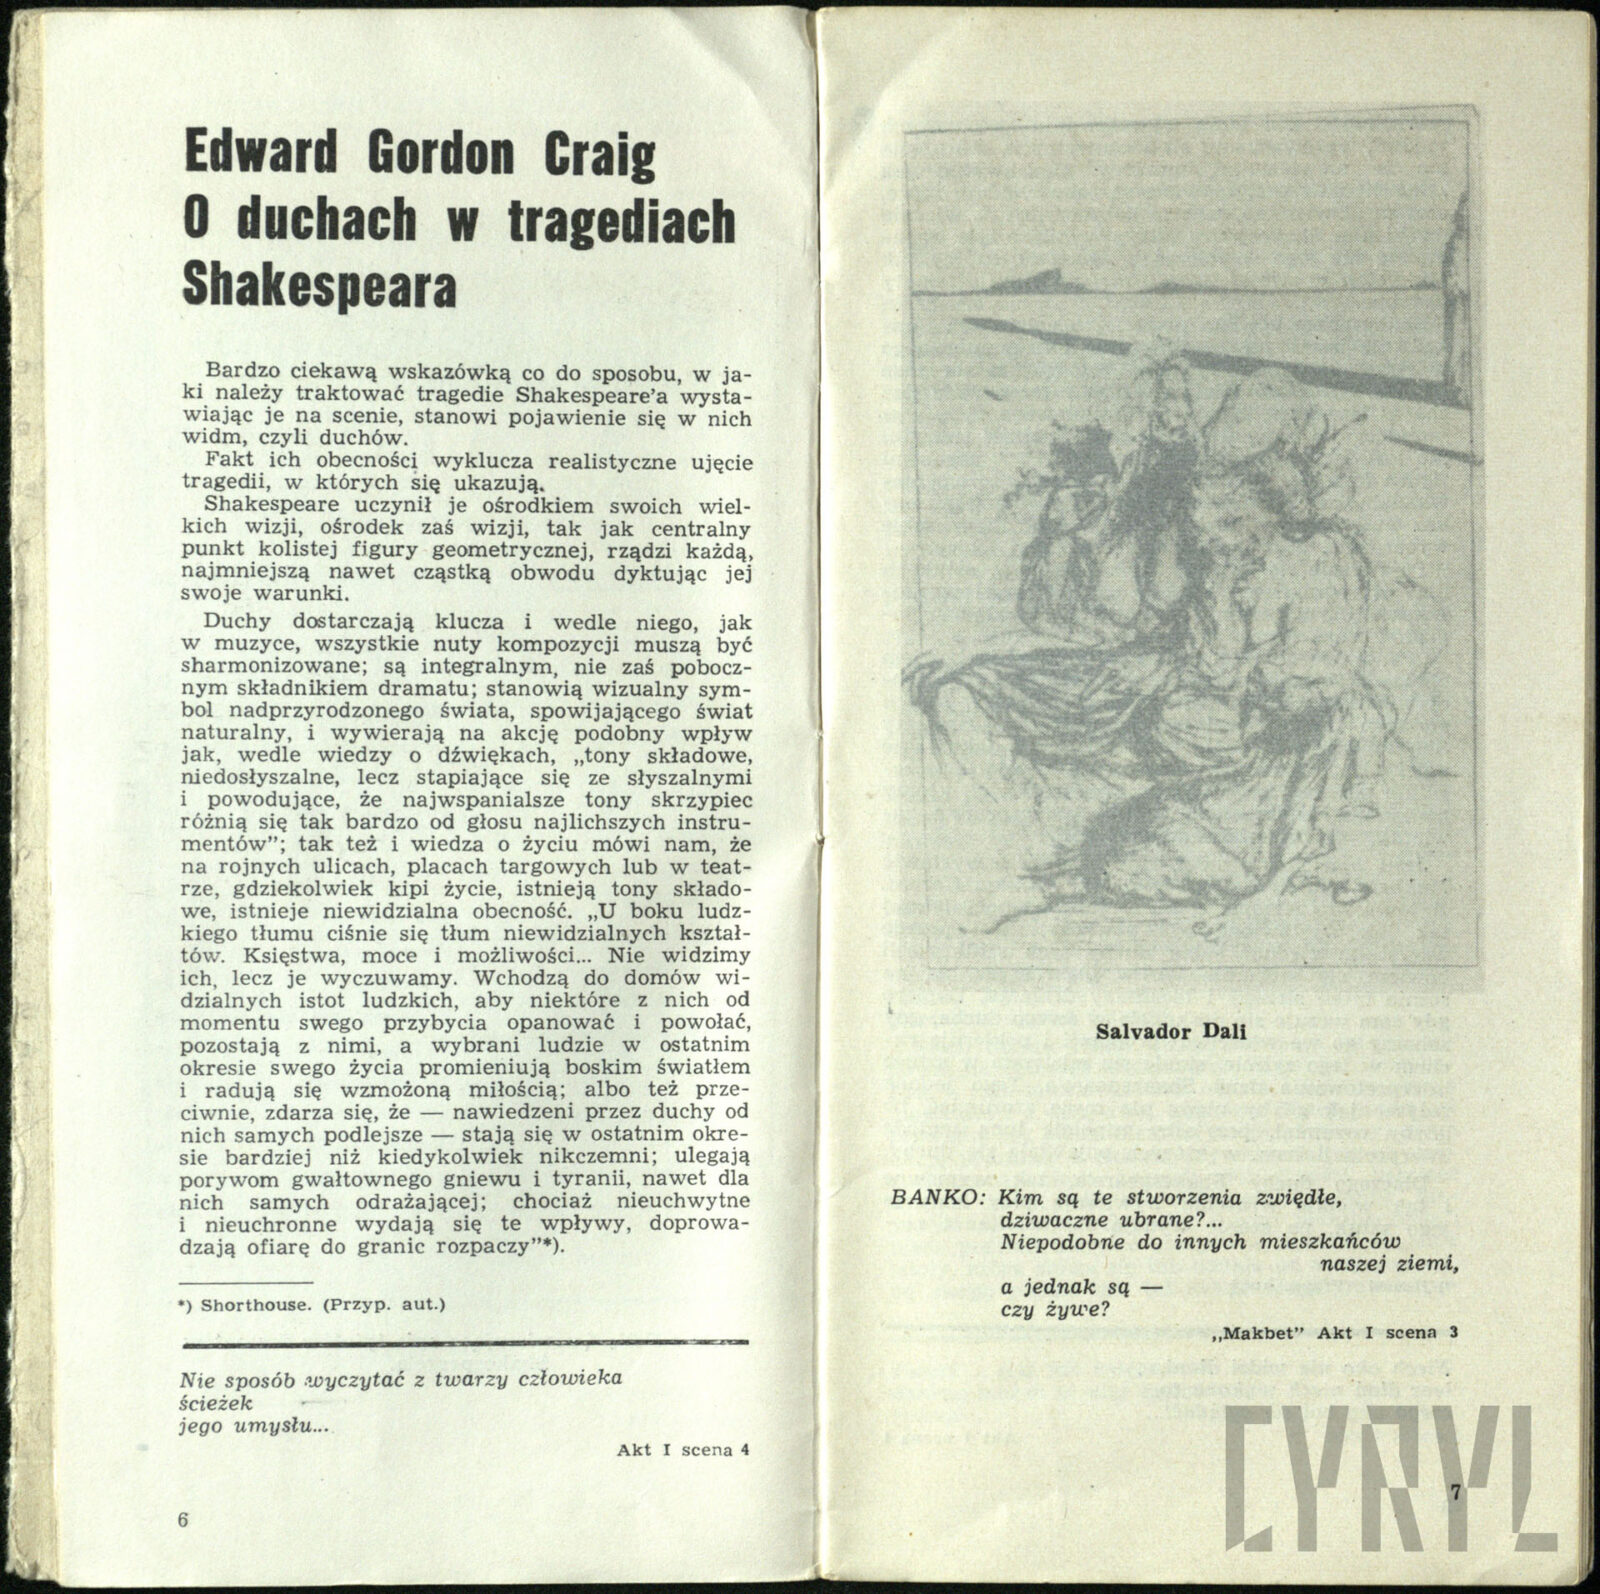 Edward Gordon Craig
O duchach w tragediach
Shakespeara
Bardzo ciekawą wskazówką co do sposobu, w ja-
ki należy traktować tragedie Shakespeare'a wysta-
wiając je na scenie, stanowi pojawienie się w nich
widm, czyli duchów.
Fakt ich obecności wyklucza realistyczne ujęcie
tragedii, w których się ukazują.
Shakespeare uczynił je ośrodkiem swoich wiel-
kich wizji, ośrodek zaś wizji, tak jak centralny
punkt kolistej figury geometrycznej, rządzi każdą,
najmniejszą nawet cząstką obwodu dyktując jej
swoje warunki.
Duchy dostarczają klucza i wedle niego, jak
w muzyce, wszystkie nuty kompozycji muszą być
sharmonizowane; są integralnym, nie zaś pobocz-
nym składnikiem dramatu; stanowią wizualny sym-
bol nadprzyrodzonego świata, spowijającego świat
naturalny, i wywierają na akcję podobny wpływ
jak, wedle wiedzy o dźwiękach, „tony składowe,
niedosłyszalne, lecz stapiające się ze słyszalnymi
i powodujące, że najwspanialsze tony skrzypiec
różnią się tak bardzo od głosu najlichszych instru-
mentów”; tak też i wiedza o życiu mówi nam, że
na rojnych ulicach, placach targowych lub w teat-
rze, gdziekolwiek kipi życie, istnieją tony składo-
we, istnieje niewidzialna obecność. „U boku ludz-
kiego tłumu ciśnie się tłum niewidzialnych kształ-
tów. Księstwa, moce i możliwości... Nie widzimy
ich, lecz je wyczuwamy. Wchodzą do domów wi-
dzialnych istot ludzkich, aby niektóre z nich od
momentu swego przybycia opanować i powołać,
pozostają z nimi, a wybrani ludzie w ostatnim
okresie swego życia promieniują boskim światłem
i radują się wzmożoną miłością; albo też prze-
ciwnie, zdarza się, że — nawiedzeni przez duchy od
nich samych podlejsze — stają się w ostatnim okre-
sie bardziej niż kiedykolwiek nikczemni; ulegają
porywom gwałtownego gniewu i tyranii, nawet dla
nich samych odrażającej; chociaż nieuchwytne
i nieuchronne wydają się te wpływy, doprowa-
dzają ofiarę do granic rozpaczy”*).
*) Shorthouse. (Przyp. aut.)
Nie sposób wyczytać z twarzy człowieka
ścieżek
jego umysłu...
Akt I scena 4
6
Salvador Dali
BANKO: Kim są te stworzenia zwiędłe,
dziwaczne ubrane?...
Niepodobne do innych mieszkańców
naszej ziemi,
a jednak są —
czy żywe?
„Makbet” Akt I scena 3
7
CYRYL